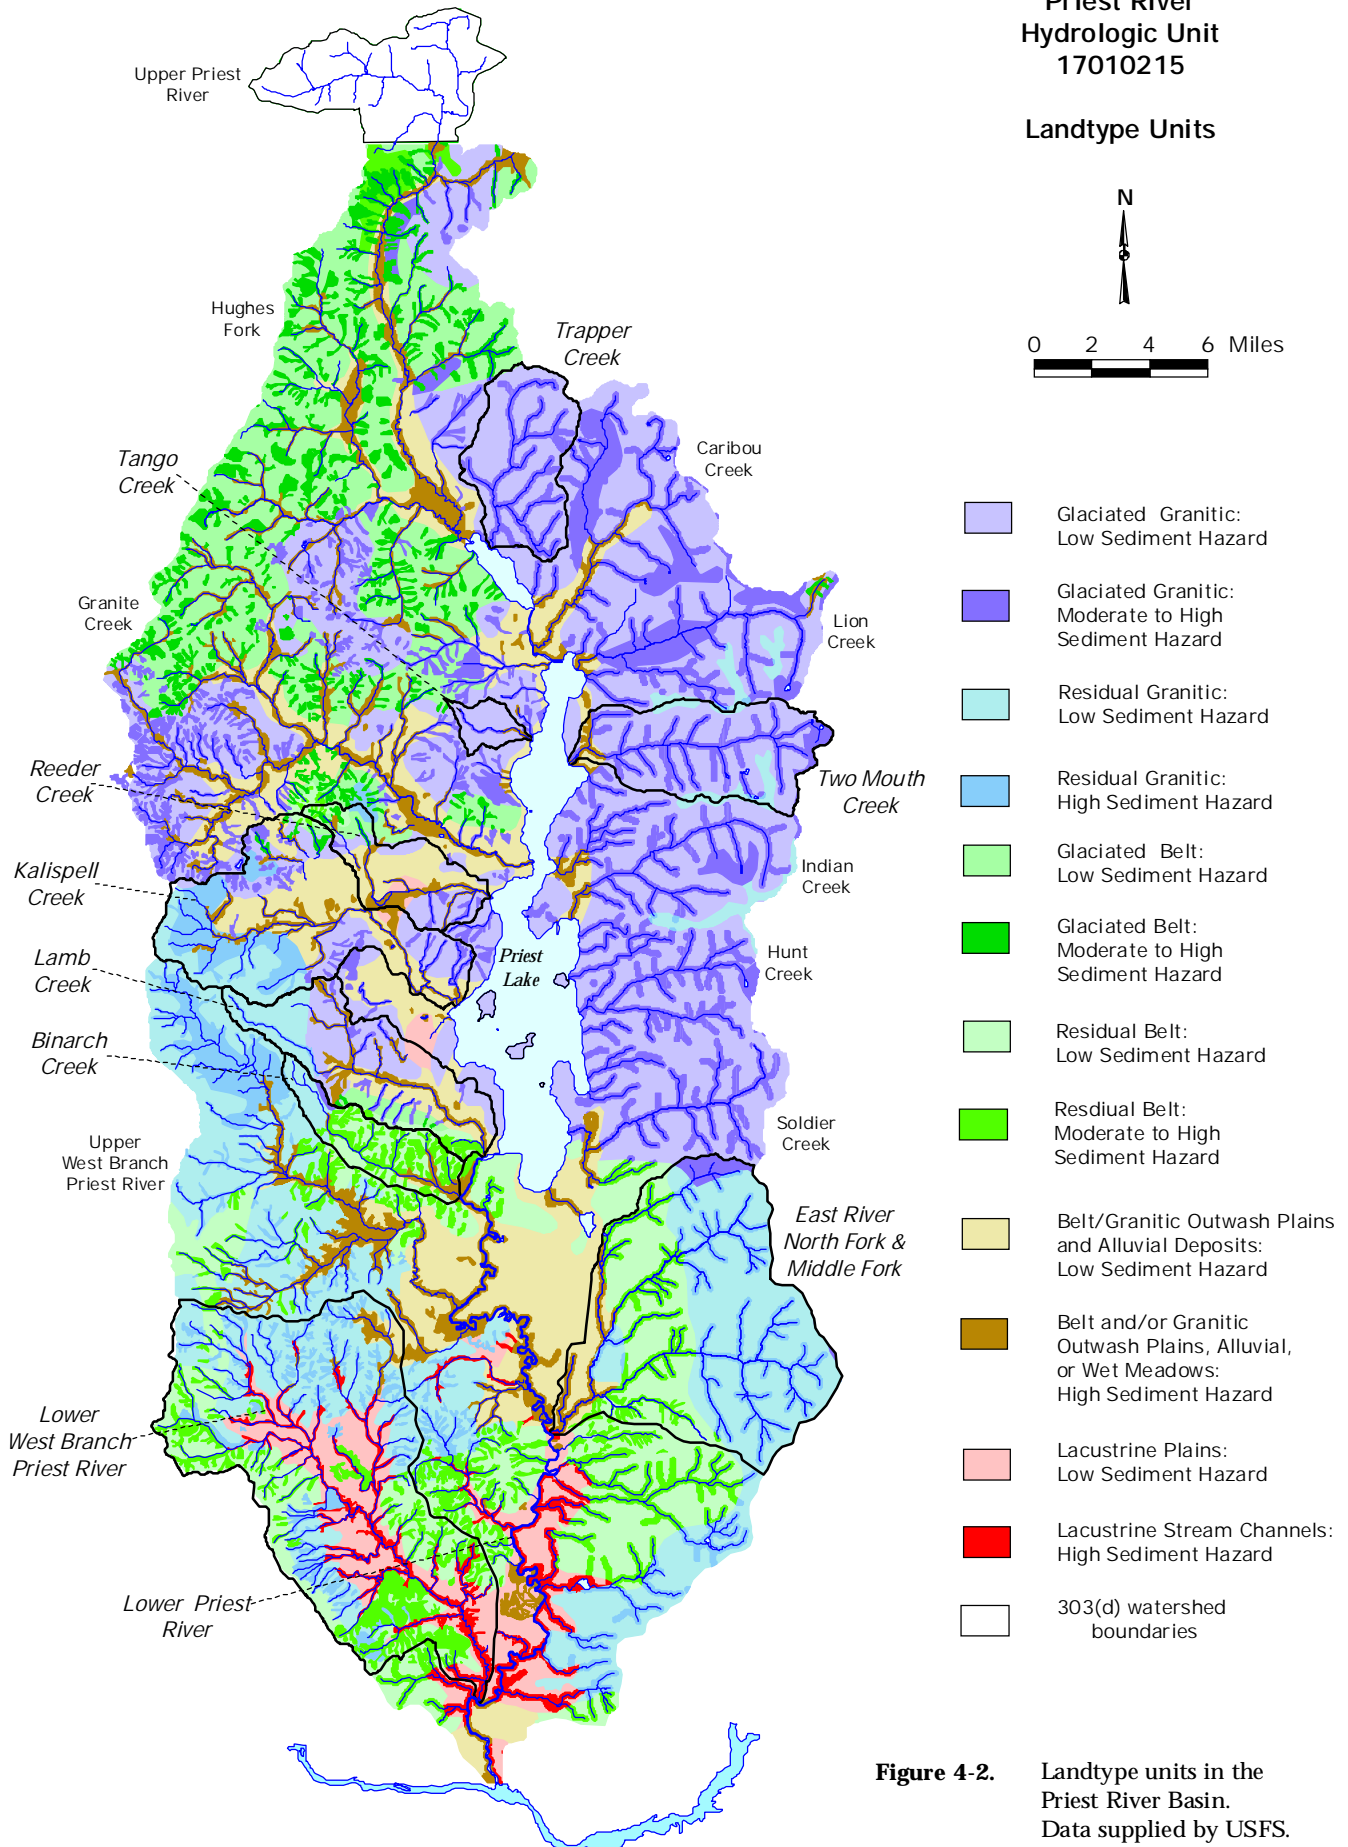 Priest River
Hydrologic Unit
17010215
Landtype Units
N
0 2 4 6 Miles
Upper Priest
River
Hughes
Fork
Trapper
Creek
Caribou
Creek
Tango
Creek
Granite
Creek
Lion
Creek
Reeder
Creek
Two Mouth
Creek
Kalispell
Creek
Indian
Creek
Lamb
Creek
Priest
Lake
Hunt
Creek
Binarch
Creek
Upper
West Branch
Priest River
Soldier
Creek
East River
North Fork &
Middle Fork
Lower
West Branch
Priest River
Lower Priest
River
Glaciated Granitic:
Low Sediment Hazard
Glaciated Granitic:
Moderate to High
Sediment Hazard
Residual Granitic:
Low Sediment Hazard
Residual Granitic:
High Sediment Hazard
Glaciated Belt:
Low Sediment Hazard
Glaciated Belt:
Moderate to High
Sediment Hazard
Residual Belt:
Low Sediment Hazard
Resdiual Belt:
Moderate to High
Sediment Hazard
Belt/Granitic Outwash Plains
and Alluvial Deposits:
Low Sediment Hazard
Belt and/or Granitic
Outwash Plains, Alluvial,
or Wet Meadows:
High Sediment Hazard
Lacustrine Plains:
Low Sediment Hazard
Lacustrine Stream Channels:
High Sediment Hazard
303(d) watershed
boundaries
Figure 4-2. Landtype units in the
Priest River Basin.
Data supplied by USFS.